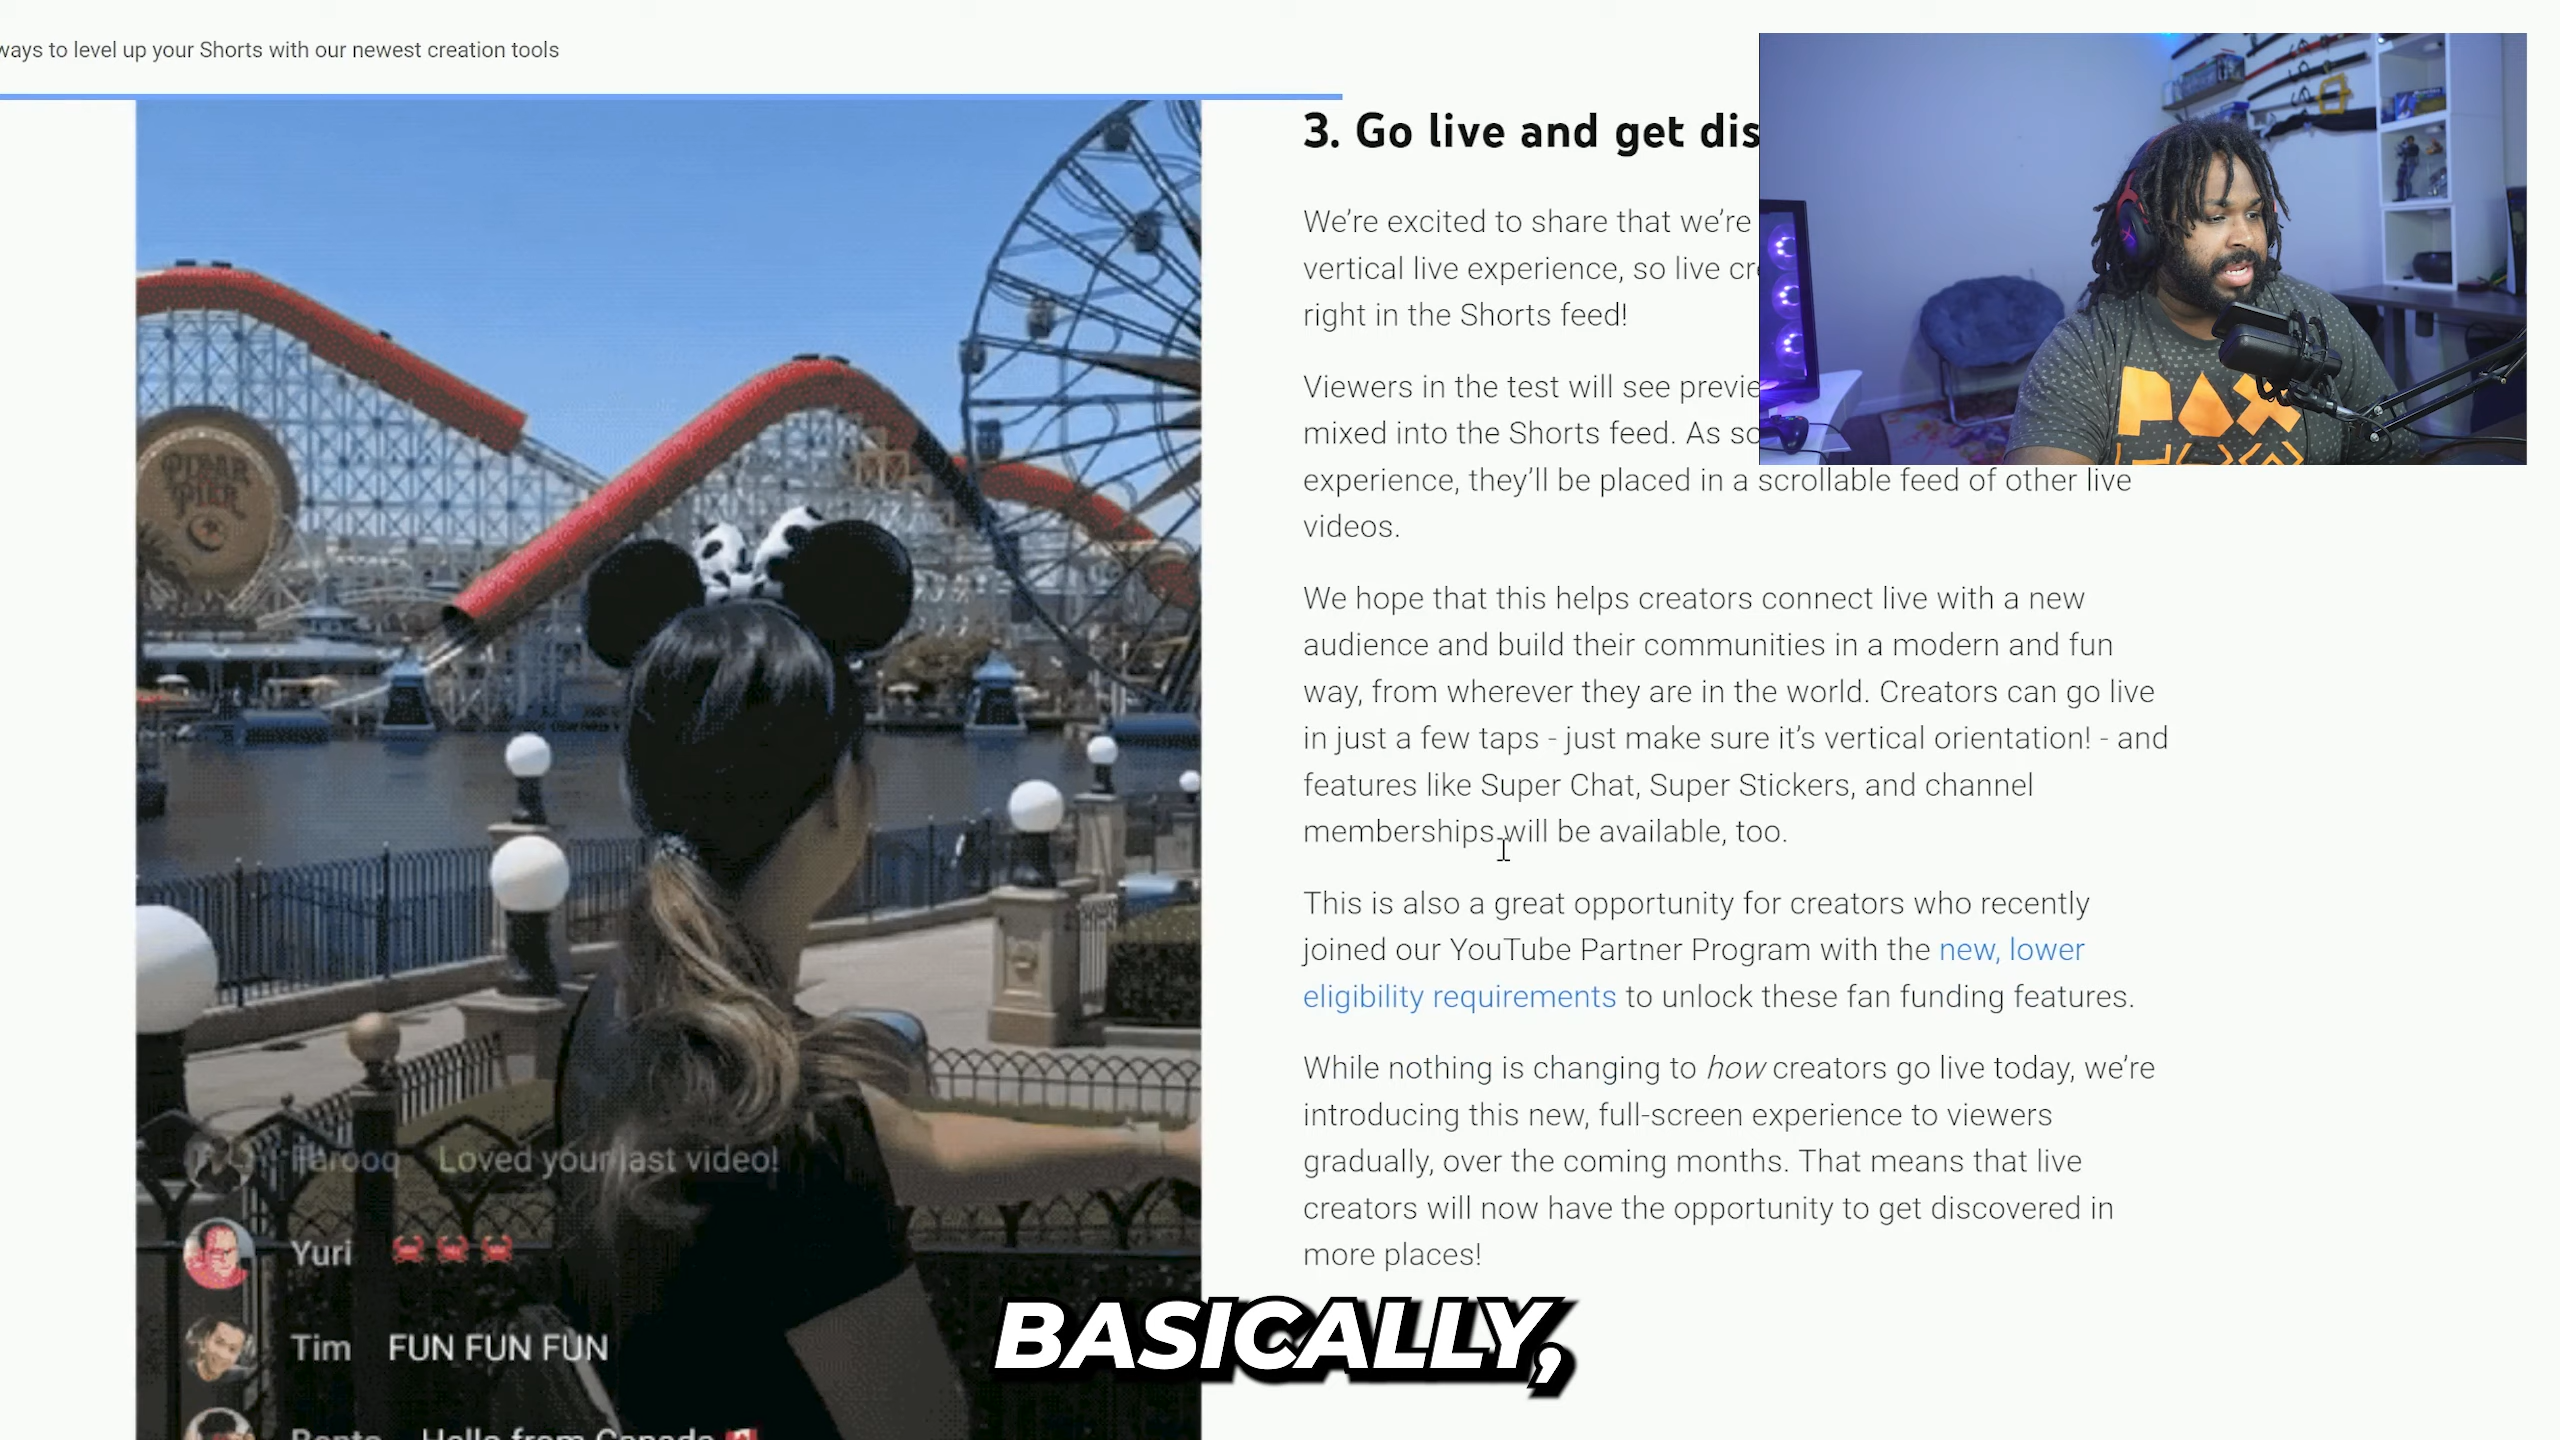 ways to level up your Shorts with our newest creation tools
3. Go live and get dis
We’re excited to share that we’re
vertical live experience, so live cr
right in the Shorts feed!
Viewers in the test will see previe
mixed into the Shorts feed. As so
experience, they’ll be placed in a scrollable feed of other live
videos.
We hope that this helps creators connect live with a new
audience and build their communities in a modern and fun
way, from wherever they are in the world. Creators can go live
in just a few taps - just make sure it’s vertical orientation! - and
features like Super Chat, Super Stickers, and channel
memberships will be available, too.
This is also a great opportunity for creators who recently
joined our YouTube Partner Program with the new, lower
eligibility requirements to unlock these fan funding features.
While nothing is changing to how creators go live today, we’re
introducing this new, full-screen experience to viewers
gradually, over the coming months. That means that live
creators will now have the opportunity to get discovered in
more places!
PIXAR
PIER
Farooq Loved your last video!
Yuri 🦀🦀🦀
Tim FUN FUN FUN
Hello from Canada
BASICALLY,
PAX